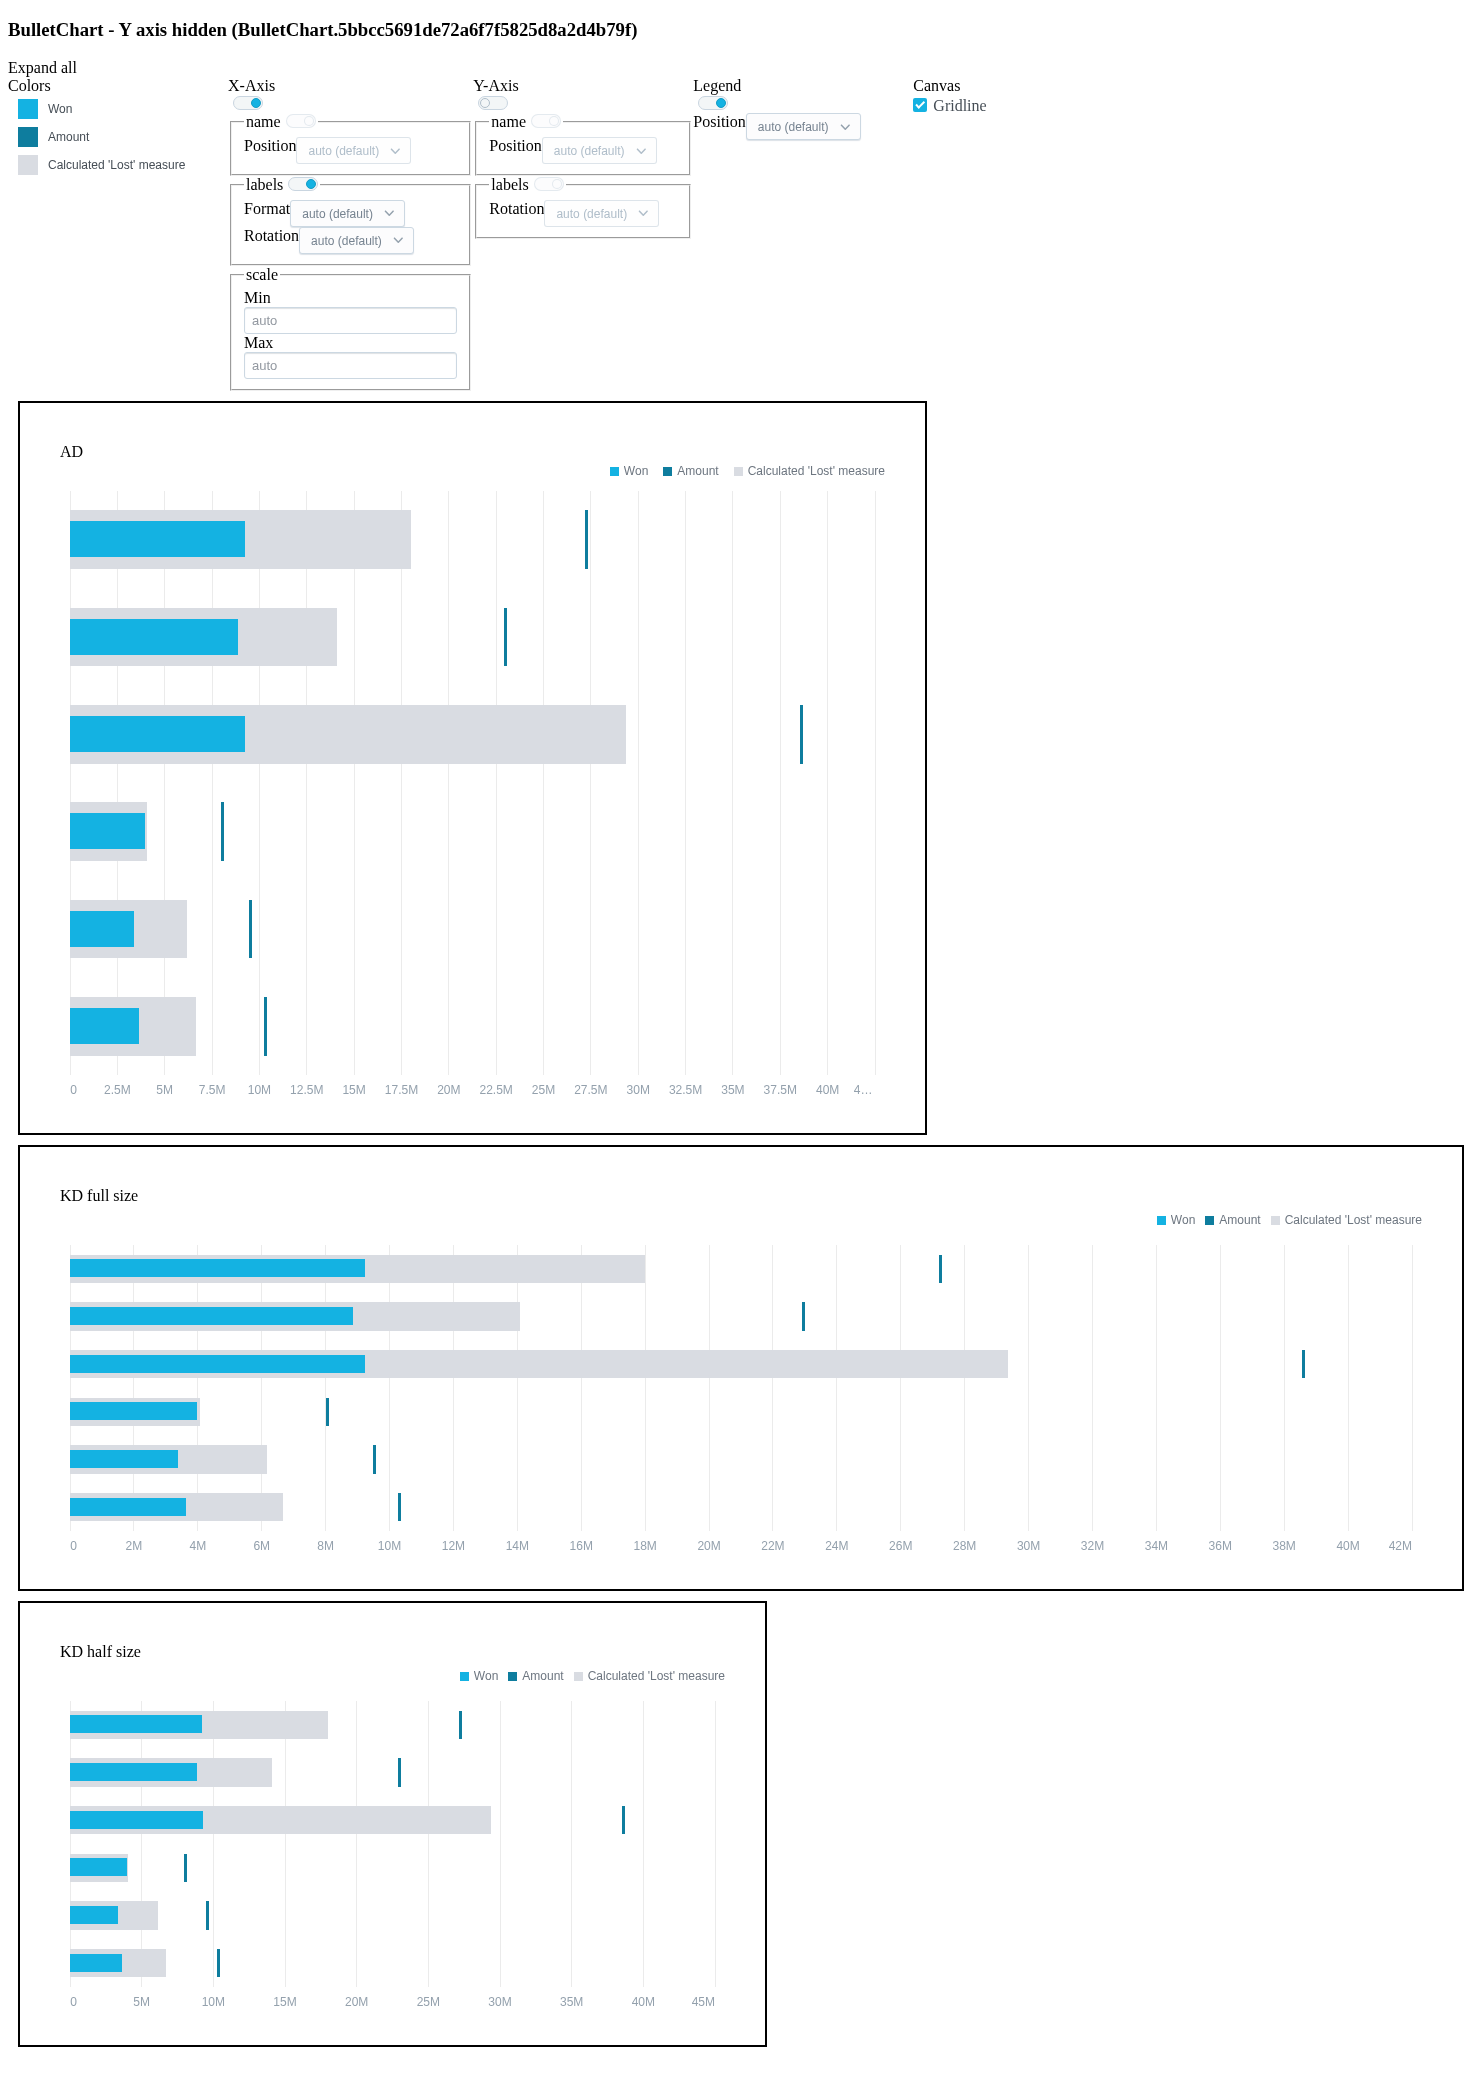 BulletChart - Y axis hidden (BulletChart.5bbcc5691de72a6f7f5825d8a2d4b79f)
Expand all
Colors
Won
Amount
Calculated 'Lost' measure
X-Axis
name
Position auto (default)
labels
Format auto (default)
Rotation auto (default)
scale
Min
auto
Max
auto
Y-Axis
name
Position auto (default)
labels
Rotation auto (default)
Legend
Position auto (default)
Canvas
Gridline
AD
Won Amount Calculated 'Lost' measure
0 2.5M 5M 7.5M 10M 12.5M 15M 17.5M 20M 22.5M 25M 27.5M 30M 32.5M 35M 37.5M 40M 4…
KD full size
Won Amount Calculated 'Lost' measure
0 2M 4M 6M 8M 10M 12M 14M 16M 18M 20M 22M 24M 26M 28M 30M 32M 34M 36M 38M 40M 42M
KD half size
Won Amount Calculated 'Lost' measure
0 5M 10M 15M 20M 25M 30M 35M 40M 45M